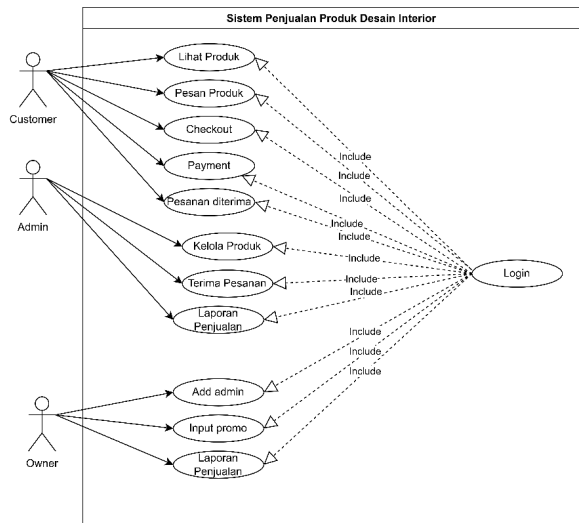 Sistem Penjualan Produk Desain Interior
Lihat Produk
Pesan Produk
Customer
Checkout
Include
Payment
Include
Admin
Include
Pesanan diterima
Include
Include
Kelola Produk
Include
Terima Pesanan
Include
Login
Include
Laporan
Penjualan
Include
Include
Include
Add admin
Input promo
Owner
Laporan
Penjualan